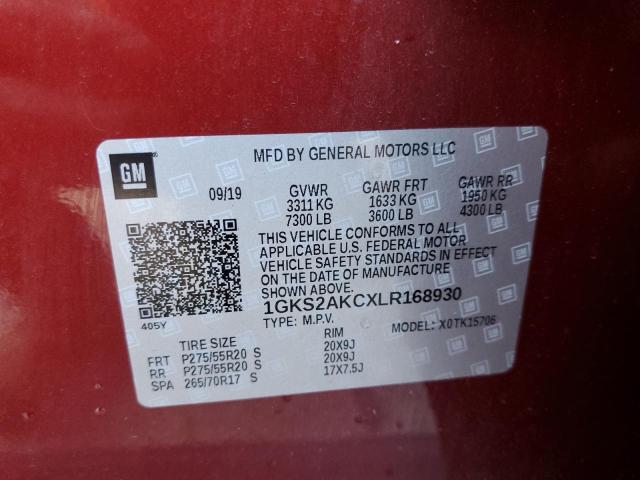 GM
MFD BY GENERAL MOTORS LLC
09/19
GVWR GAWR FRT GAWR RR
3311 KG 1633 KG 1950 KG
7300 LB 3600 LB 4300 LB
THIS VEHICLE CONFORMS TO ALL
APPLICABLE U.S. FEDERAL MOTOR
VEHICLE SAFETY STANDARDS IN EFFECT
ON THE DATE OF MANUFACTURE
SHOWN ABOVE.
1GKS2AKCXLR168930
TYPE: M.P.V. MODEL: X0TK15706
405Y
TIRE SIZE RIM
FRT P275/55R20 S 20X9J
RR P275/55R20 S 20X9J
SPA 265/70R17 S 17X7.5J